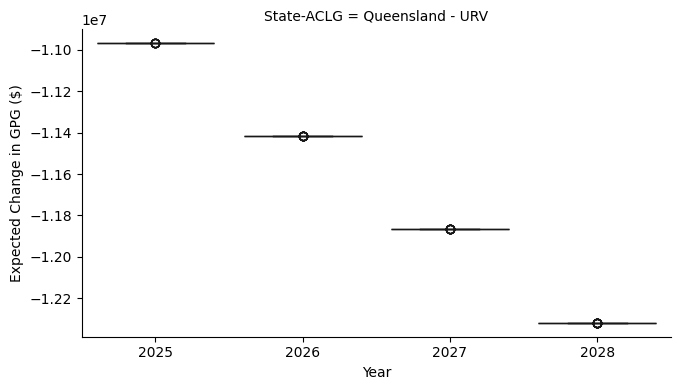 State-ACLG = Queensland - URV
1e7
−1.10
−1.12
−1.14
−1.16
−1.18
−1.20
−1.22
Expected Change in GPG ($)
2025 2026 2027 2028
Year